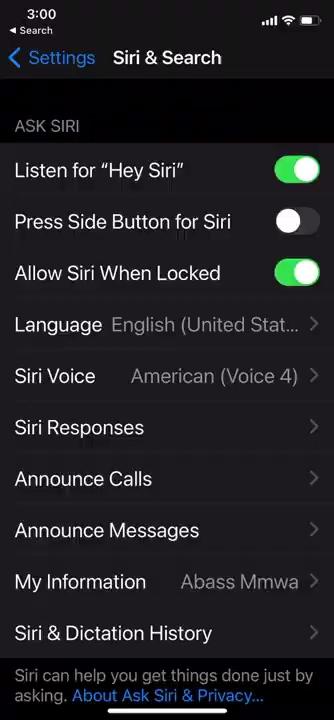 3:00
◀ Search
Settings
Siri & Search
ASK SIRI
Listen for “Hey Siri”
Press Side Button for Siri
Allow Siri When Locked
Language English (United Stat...
Siri Voice American (Voice 4)
Siri Responses
Announce Calls
Announce Messages
My Information Abass Mmwa
Siri & Dictation History
Siri can help you get things done just by
asking. About Ask Siri & Privacy...